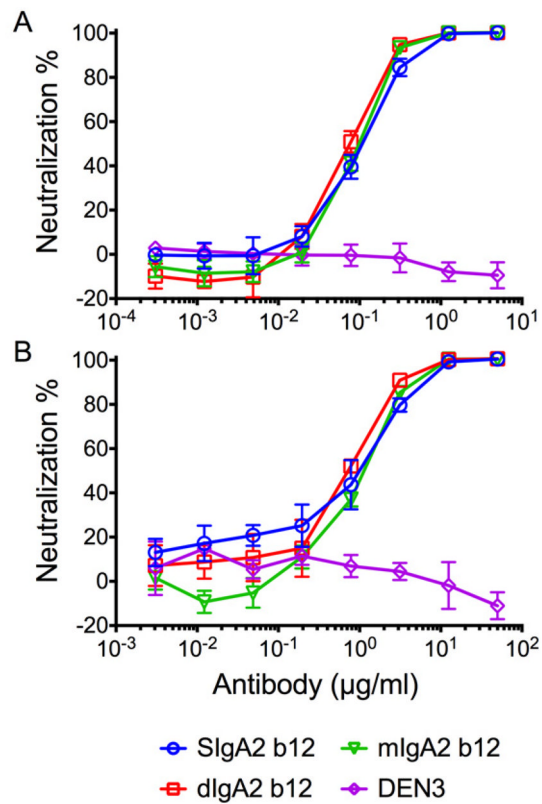 A
Neutralization %
100
80
60
40
20
0
-20
10-4 10-3 10-2 10-1 100 101
B
Neutralization %
100
80
60
40
20
0
-20
10-3 10-2 10-1 100 101 102
Antibody (µg/ml)
SIgA2 b12 mIgA2 b12
dIgA2 b12 DEN3